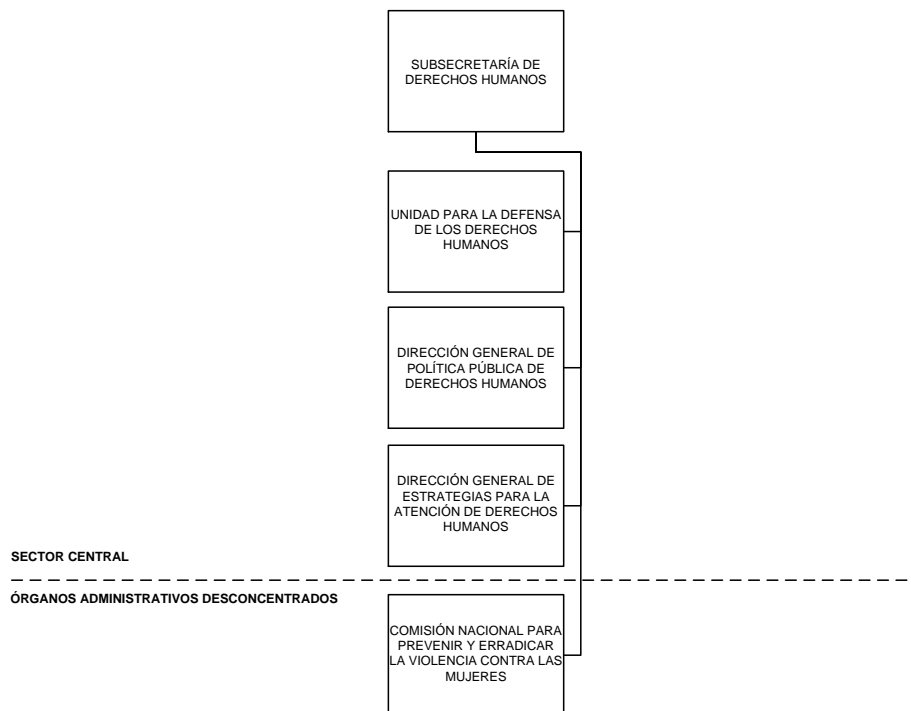 SUBSECRETARÍA DE
DERECHOS HUMANOS
UNIDAD PARA LA DEFENSA
DE LOS DERECHOS
HUMANOS
DIRECCIÓN GENERAL DE
POLÍTICA PÚBLICA DE
DERECHOS HUMANOS
DIRECCIÓN GENERAL DE
ESTRATEGIAS PARA LA
ATENCIÓN DE DERECHOS
HUMANOS
SECTOR CENTRAL
ÓRGANOS ADMINISTRATIVOS DESCONCENTRADOS
COMISIÓN NACIONAL PARA
PREVENIR Y ERRADICAR
LA VIOLENCIA CONTRA LAS
MUJERES